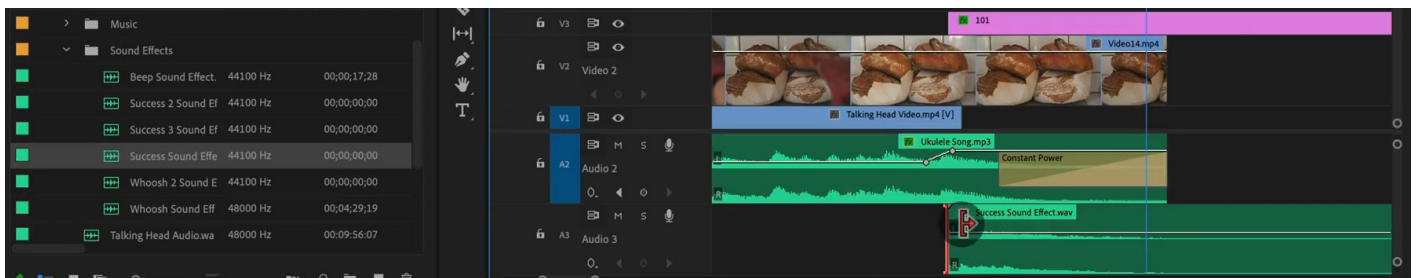 Music
Sound Effects
Beep Sound Effect. 44100 Hz 00;00;17;28
Success 2 Sound Ef 44100 Hz 00;00;00;00
Success 3 Sound Eff 44100 Hz 00;00;00;00
Success Sound Effe 44100 Hz 00;00;00;00
Whoosh 2 Sound E 44100 Hz 00;00;00;00
Whoosh Sound Eff 48000 Hz 00;04;29;19
Talking Head Audio.wa 48000 Hz 00:09:56:07
T
V3
fx 101
fx Video14.mp4
V2 Video 2
V1
fx Talking Head Video.mp4 [V]
M S
fx Ukulele Song.mp3
A2 Audio 2
Constant Power
L
R
M S
Success Sound Effect.wav
A3 Audio 3
R